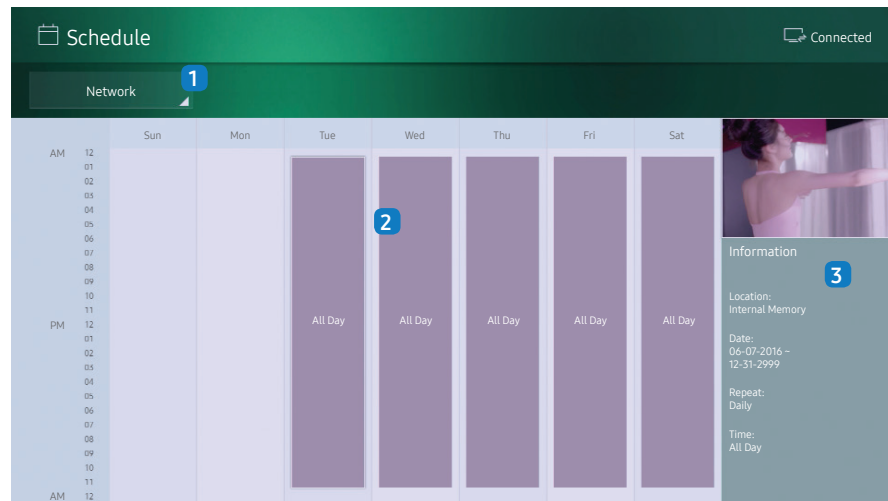 Schedule
Connected
Network
1
Sun Mon Tue Wed Thu Fri Sat
AM 12
01
02
03
04
05
06
07
08
09
10
11
PM 12
01
02
03
04
05
06
07
08
09
10
11
AM 12
2
All Day All Day All Day All Day All Day
3
Information
Location:
Internal Memory
Date:
06-07-2016 –
12-31-2999
Repeat:
Daily
Time:
All Day